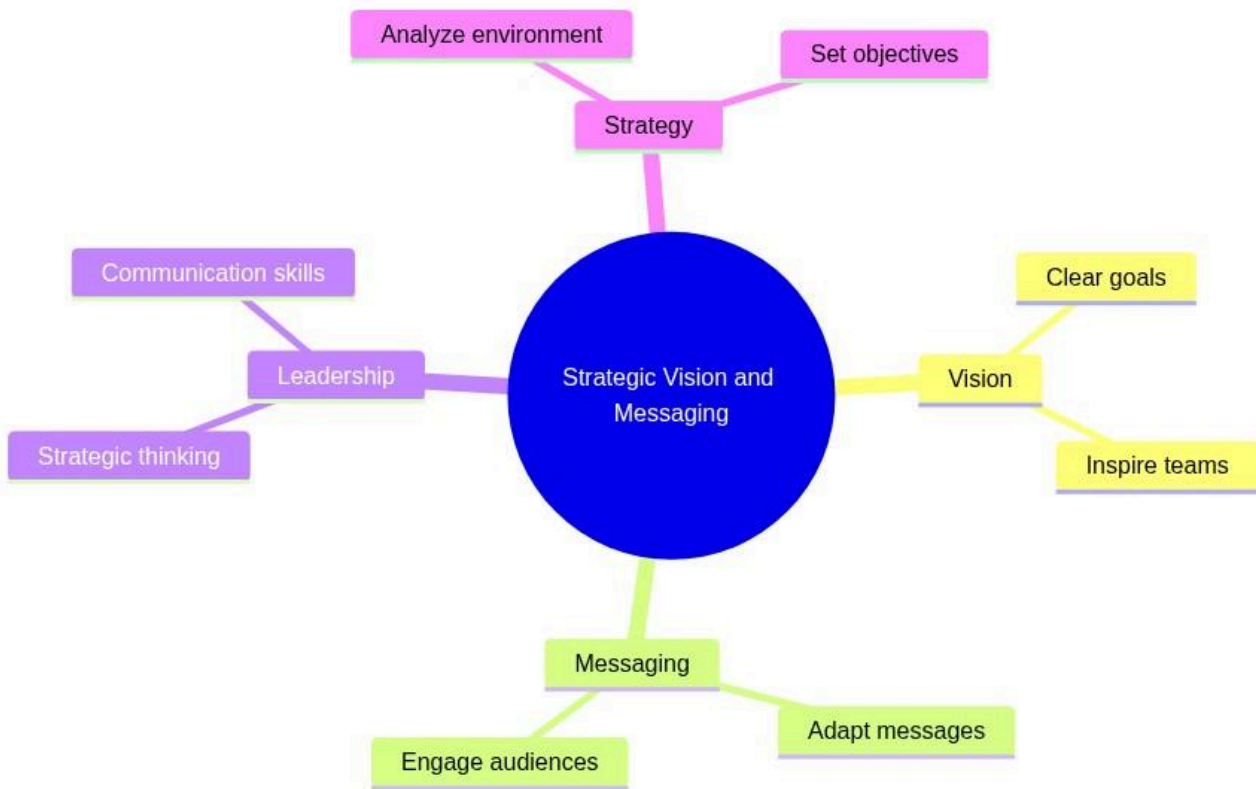 Analyze environment
Set objectives
Strategy
Communication skills
Clear goals
Leadership
Strategic Vision and
Messaging
Vision
Strategic thinking
Inspire teams
Messaging
Adapt messages
Engage audiences